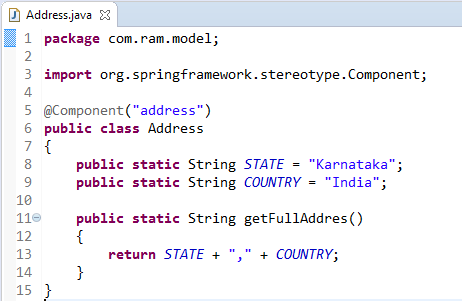 Address.java
1 package com.ram.model;
2
3 import org.springframework.stereotype.Component;
4
5 @Component("address")
6 public class Address
7 {
8     public static String STATE = "Karnataka";
9     public static String COUNTRY = "India";
10
11     public static String getFullAddres()
12     {
13         return STATE + "," + COUNTRY;
14     }
15 }